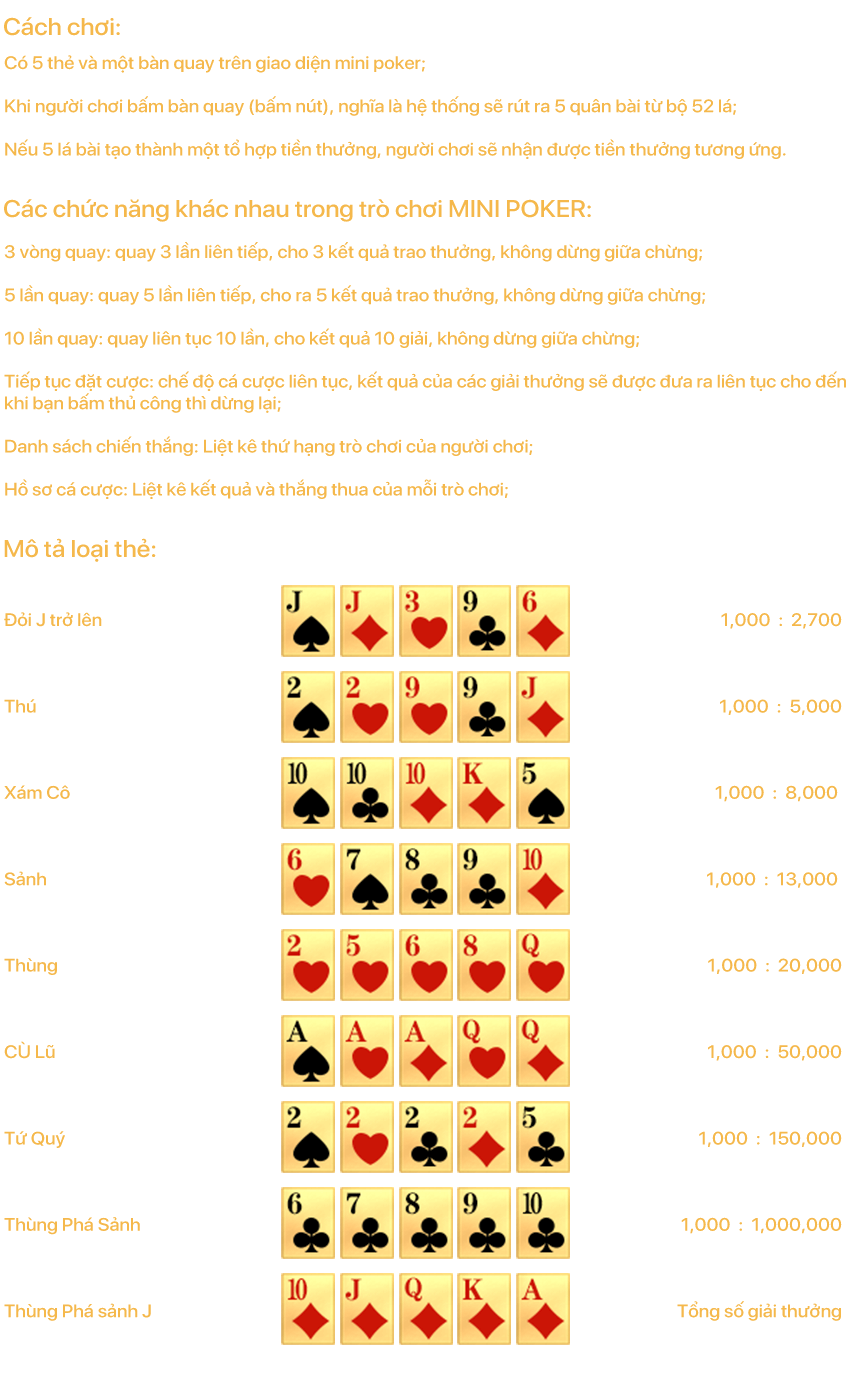 Cách chơi:
Có 5 thẻ và một bàn quay trên giao diện mini poker;
Khi người chơi bấm bàn quay (bấm nút), nghĩa là hệ thống sẽ rút ra 5 quân bài từ bộ 52 lá;
Nếu 5 lá bài tạo thành một tổ hợp tiền thưởng, người chơi sẽ nhận được tiền thưởng tương ứng.
Các chức năng khác nhau trong trò chơi MINI POKER:
3 vòng quay: quay 3 lần liên tiếp, cho 3 kết quả trao thưởng, không dừng giữa chừng;
5 lần quay: quay 5 lần liên tiếp, cho ra 5 kết quả trao thưởng, không dừng giữa chừng;
10 lần quay: quay liên tục 10 lần, cho kết quả 10 giải, không dừng giữa chừng;
Tiếp tục đặt cược: chế độ cá cược liên tục, kết quả của các giải thưởng sẽ được đưa ra liên tục cho đến
khi bạn bấm thủ công thì dừng lại;
Danh sách chiến thắng: Liệt kê thứ hạng trò chơi của người chơi;
Hồ sơ cá cược: Liệt kê kết quả và thắng thua của mỗi trò chơi;
Mô tả loại thẻ:
Đỏi J trở lên J J 3 9 6 1,000 : 2,700
Thú 2 2 9 9 J 1,000 : 5,000
Xám Cô 10 10 10 K 5 1,000 : 8,000
Sảnh 6 7 8 9 10 1,000 : 13,000
Thùng 2 5 6 8 Q 1,000 : 20,000
CÙ Lũ A A A Q Q 1,000 : 50,000
Tứ Quý 2 2 2 2 5 1,000 : 150,000
Thùng Phá Sảnh 6 7 8 9 10 1,000 : 1,000,000
Thùng Phá sảnh J 10 J Q K A Tổng số giải thưởng